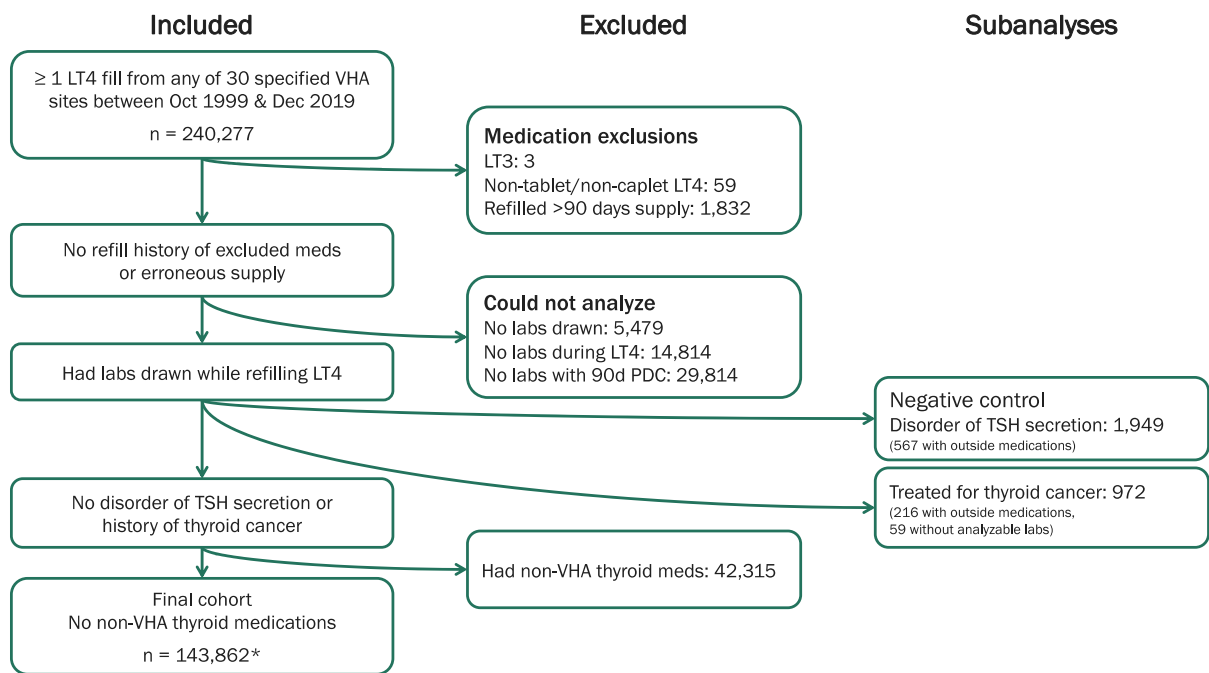 Included
Excluded
Subanalyses
≥ 1 LT4 fill from any of 30 specified VHA
sites between Oct 1999 & Dec 2019
n = 240,277
Medication exclusions
LT3: 3
Non-tablet/non-caplet LT4: 59
Refilled >90 days supply: 1,832
No refill history of excluded meds
or erroneous supply
Could not analyze
No labs drawn: 5,479
No labs during LT4: 14,814
No labs with 90d PDC: 29,814
Had labs drawn while refilling LT4
Negative control
Disorder of TSH secretion: 1,949
(567 with outside medications)
Treated for thyroid cancer: 972
(216 with outside medications,
59 without analyzable labs)
No disorder of TSH secretion or
history of thyroid cancer
Had non-VHA thyroid meds: 42,315
Final cohort
No non-VHA thyroid medications
n = 143,862*